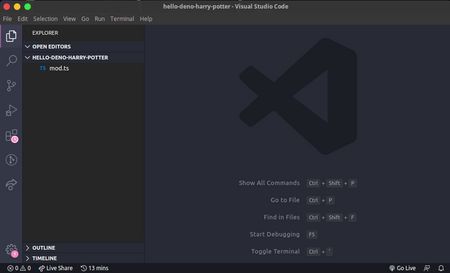 hello-deno-harry-potter - Visual Studio Code
File Edit Selection View Go Run Terminal Help
EXPLORER
OPEN EDITORS
HELLO-DENO-HARRY-POTTER
TS mod.ts
Show All Commands Ctrl + Shift + P
Go to File Ctrl + P
Find in Files Ctrl + Shift + F
Start Debugging F5
Toggle Terminal Ctrl + `
OUTLINE
TIMELINE
0 0 Live Share 13 mins Go Live